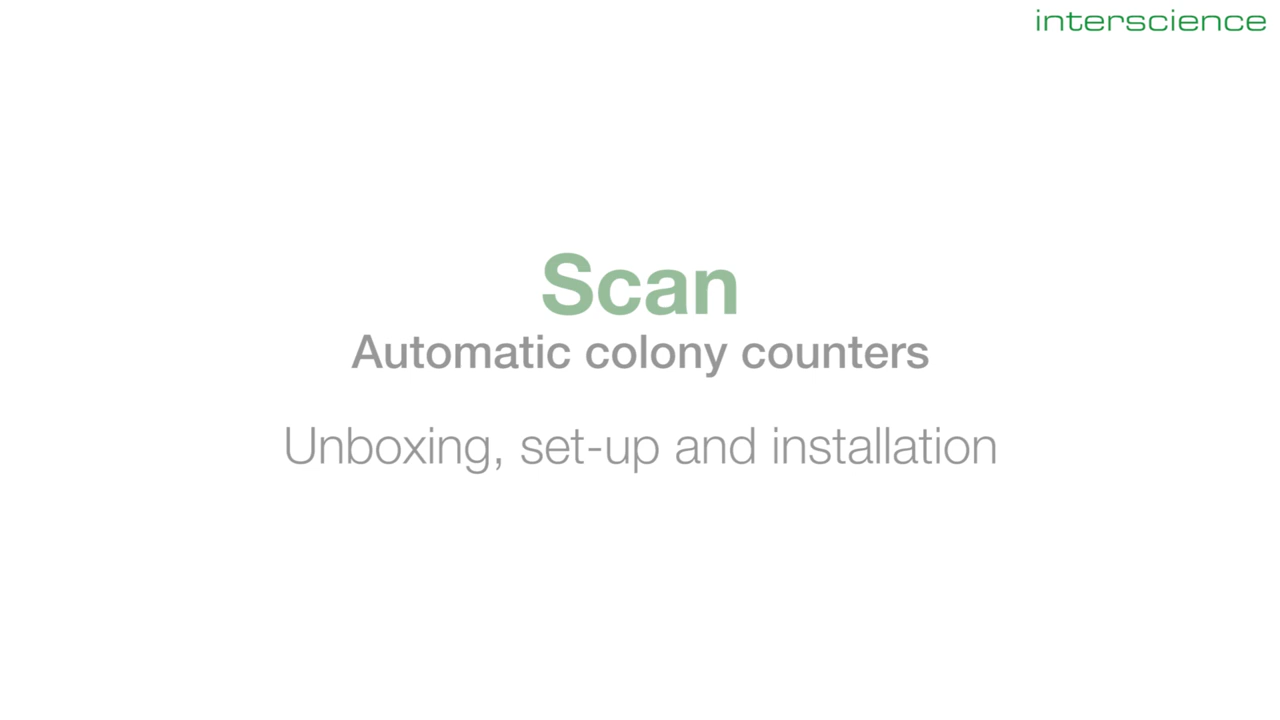 interscience
Scan
Automatic colony counters
Unboxing, set-up and installation